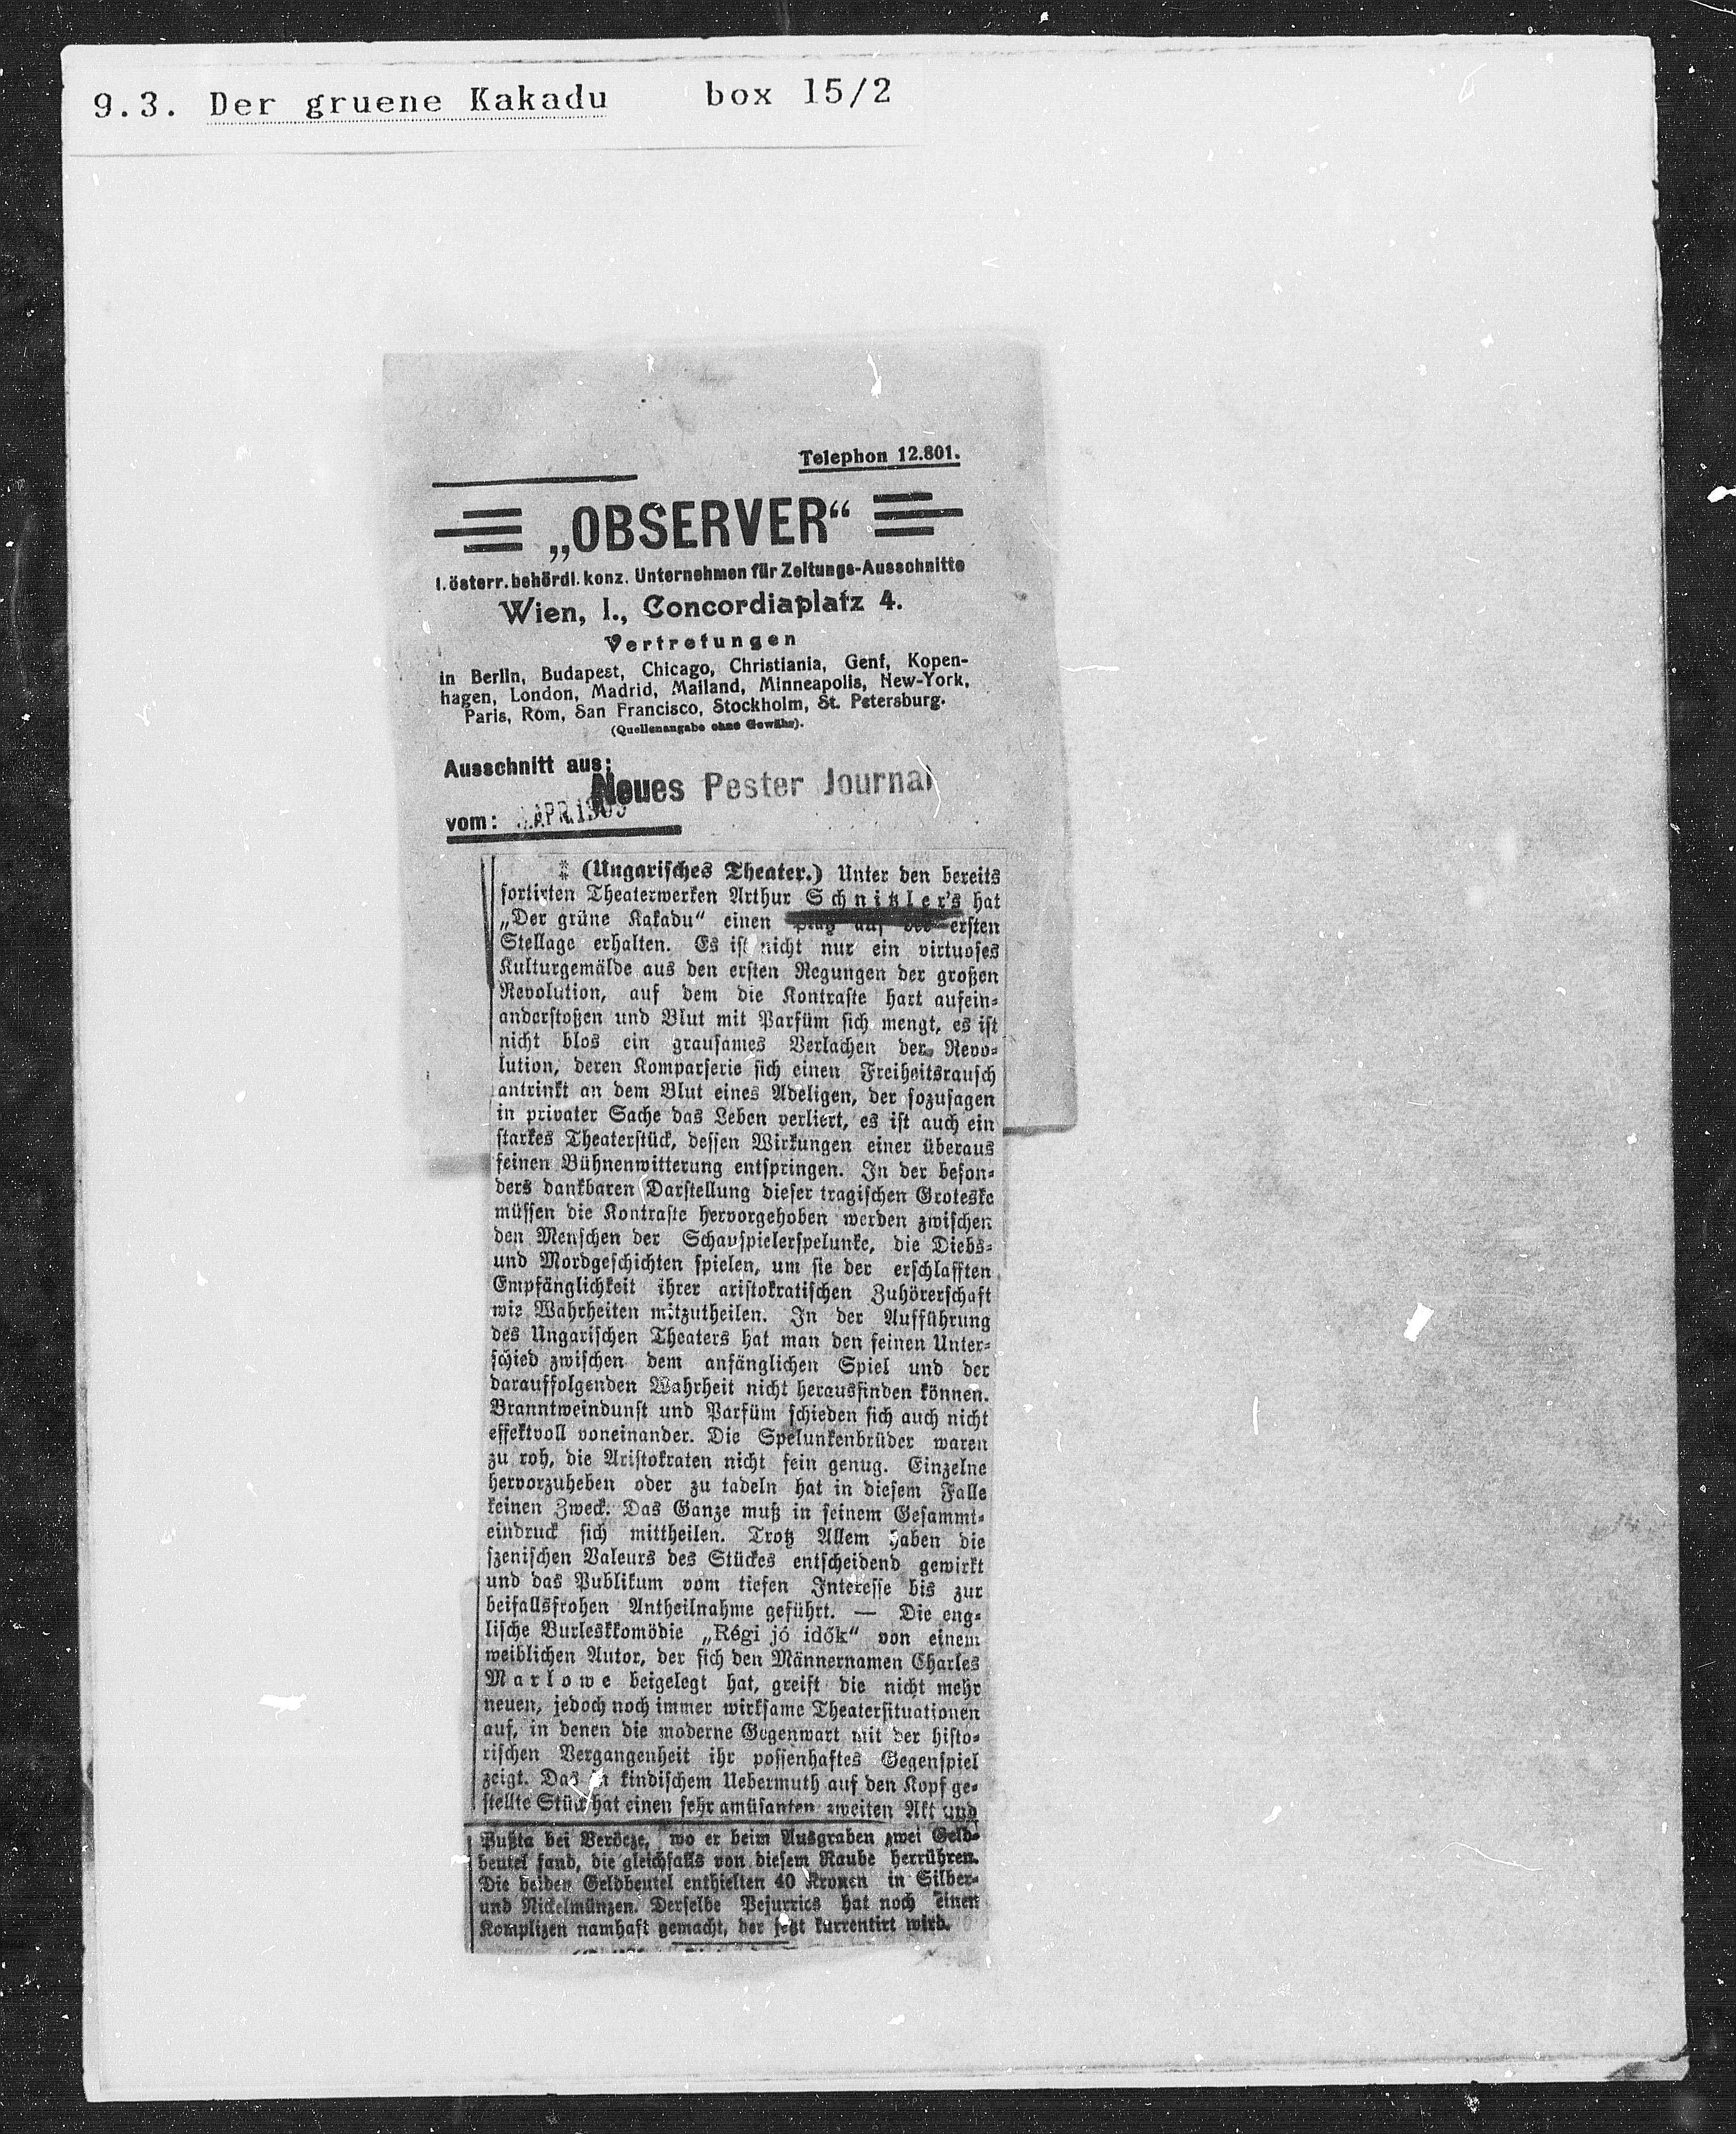 9.3. Der gruene Kakadu box 15/2
Telephon 12.801.
„OBSERVER“
I. österr. behördl. konz. Unternehmen für Zeitungs-Ausschnitte
Wien, I., Concordiaplatz 4.
Vertretungen
in Berlin, Budapest, Chicago, Christiania, Genf, Kopen-
hagen, London, Madrid, Mailand, Minneapolis, New-York,
Paris, Rom, San Francisco, Stockholm, St. Petersburg.
(Quellenangabe ohne Gewähr).
Ausschnitt aus:
Neues Pester Journal
vom: APR. 
⁑ (Ungarisches Theater.) Unter den bereits
sortirten Theaterwerken Arthur Schnitzler's hat
„Der grüne Kakadu“ einen Platz auf der ersten
Stellage erhalten. Es ist nicht nur ein virtuoses
Kulturgemälde aus den ersten Regungen der großen
Revolution, auf dem die Kontraste hart aufein-
anderstoßen und Blut mit Parfüm sich mengt, es ist
nicht blos ein grausames Verlachen der Revo-
lution, deren Komparserie sich einen Freiheitsrausch
antrinkt an dem Blut eines Adeligen, der sozusagen
in privater Sache das Leben verliert, es ist auch ein
starkes Theaterstück, dessen Wirkungen einer überaus
feinen Bühnenwitterung entspringen. In der beson-
ders dankbaren Darstellung dieser tragischen Groteske
müssen die Kontraste hervorgehoben werden zwischen
den Menschen der Schauspielerspelunke, die Diebs-
und Mordgeschichten spielen, um sie der erschlafften
Empfänglichkeit ihrer aristokratischen Zuhörerschaft
wie Wahrheiten mitzutheilen. In der Aufführung
des Ungarischen Theaters hat man den feinen Unter-
schied zwischen dem anfänglichen Spiel und der
darauffolgenden Wahrheit nicht herausfinden können.
Branntweindunst und Parfüm schieden sich auch nicht
effektvoll voneinander. Die Spelunkenbrüder waren
zu roh, die Aristokraten nicht fein genug. Einzelne
hervorzuheben oder zu tadeln hat in diesem Falle
keinen Zweck. Das Ganze muß in seinem Gesammt-
eindruck sich mittheilen. Trotz Allem haben die
szenischen Valeurs des Stückes entscheidend gewirkt
und das Publikum vom tiefen Interesse bis zur
beifallsfrohen Antheilnahme geführt. — Die eng-
lische Burleskkomödie „Régi jó idők“ von einem
weiblichen Autor, der sich den Männernamen Charles
Marlowe beigelegt hat, greift die nicht mehr
neuen, jedoch noch immer wirksame Theatersituationen
auf, in denen die moderne Gegenwart mit der histo-
rischen Vergangenheit ihr possenhaftes Gegenspiel
zeigt. Das in kindischem Uebermuth auf den Kopf ge-
stellte Stück hat einen sehr amüsanten zweiten Akt und
Pußta bei Verőcze, wo er beim Ausgraben zwei Geld-
beutel fand, die gleichfalls von diesem Raube herrühren.
Die beiden Geldbeutel enthielten 40 Kronen in Silber-
und Nickelmünzen. Derselbe Pejurrics hat noch einen
Komplizen namhaft gemacht, der jetzt kurrentirt wird.